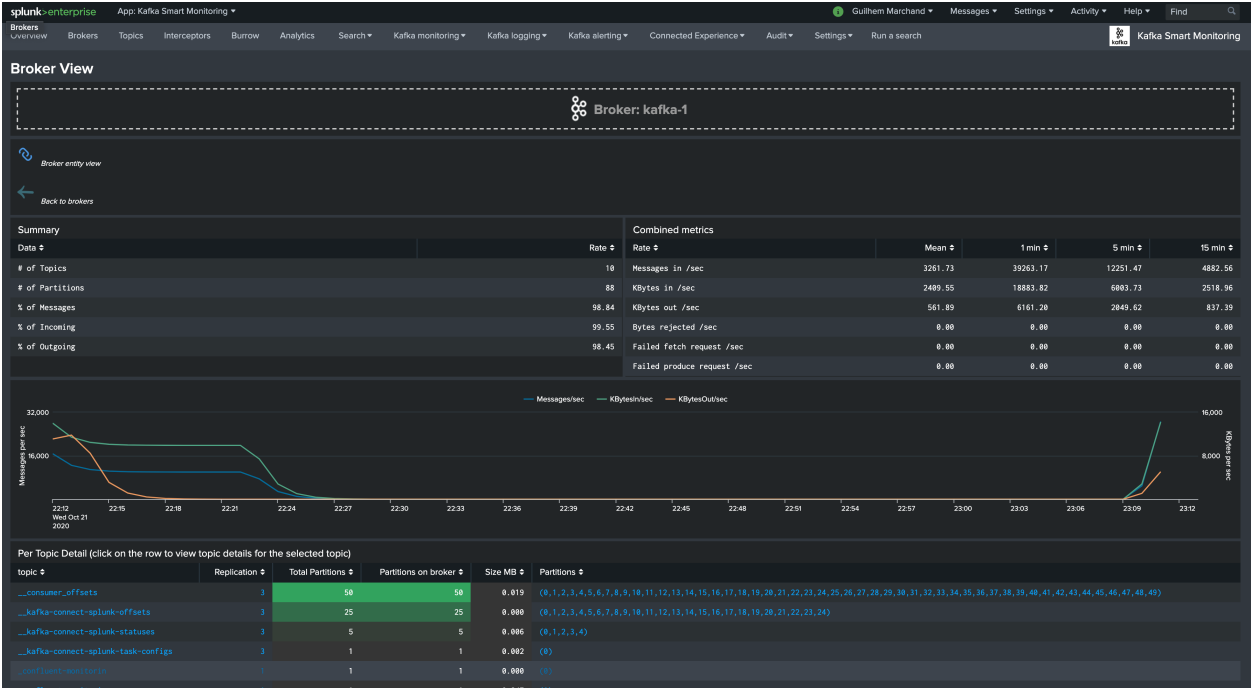 splunk>enterprise App: Kafka Smart Monitoring Guilhem Marchand Messages Settings Activity Help Find
Brokers
Overview Brokers Topics Interceptors Burrow Analytics Search Kafka monitoring Kafka logging Kafka alerting Connected Experience Audit Settings Run a search kafka Kafka Smart Monitoring
Broker View
Broker: kafka-1
Broker entity view
Back to brokers
Summary
Data Rate
# of Topics 10
# of Partitions 88
% of Messages 98.84
% of Incoming 99.55
% of Outgoing 98.45
Combined metrics
Rate Mean 1 min 5 min 15 min
Messages in /sec 3261.73 39263.17 12251.47 4882.56
KBytes in /sec 2409.55 18883.82 6003.73 2518.96
KBytes out /sec 561.89 6161.20 2049.62 837.39
Bytes rejected /sec 0.00 0.00 0.00 0.00
Failed fetch request /sec 0.00 0.00 0.00 0.00
Failed produce request /sec 0.00 0.00 0.00 0.00
Messages/sec KBytesIn/sec KBytesOut/sec
32,000 16,000
16,000 8,000
Messages per sec
KBytes per sec
22:12 22:15 22:18 22:21 22:24 22:27 22:30 22:33 22:36 22:39 22:42 22:45 22:48 22:51 22:54 22:57 23:00 23:03 23:06 23:09 23:12
Wed Oct 21
2020
Per Topic Detail (click on the row to view topic details for the selected topic)
topic Replication Total Partitions Partitions on broker Size MB Partitions
__consumer_offsets 3 50 50 0.019 (0,1,2,3,4,5,6,7,8,9,10,11,12,13,14,15,16,17,18,19,20,21,22,23,24,25,26,27,28,29,30,31,32,33,34,35,36,37,38,39,40,41,42,43,44,45,46,47,48,49)
__kafka-connect-splunk-offsets 3 25 25 0.000 (0,1,2,3,4,5,6,7,8,9,10,11,12,13,14,15,16,17,18,19,20,21,22,23,24)
__kafka-connect-splunk-statuses 3 5 5 0.006 (0,1,2,3,4)
__kafka-connect-splunk-task-configs 3 1 1 0.002 (0)
1 1 0.000 (0)